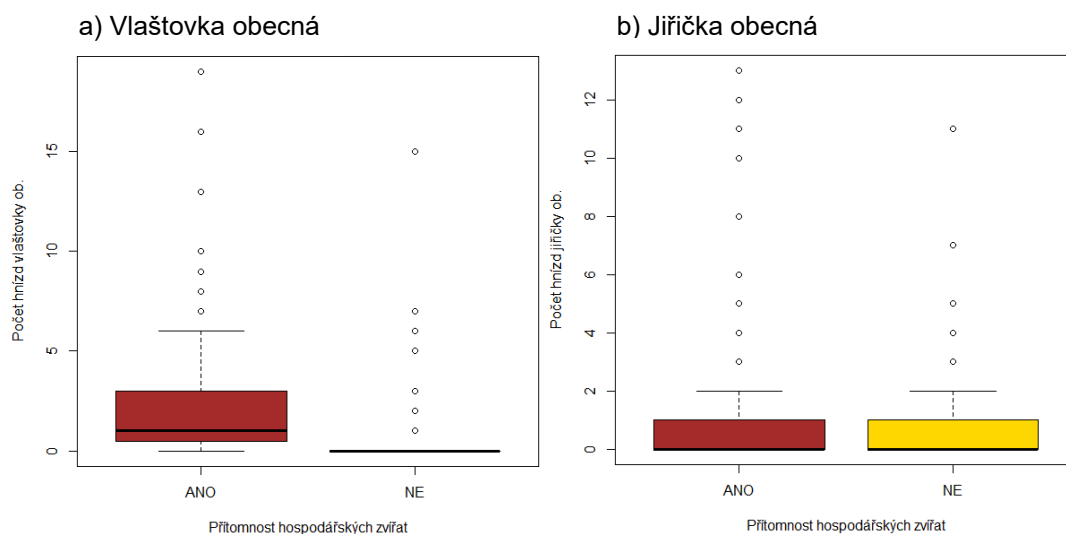 a) Vlaštovka obecná
Počet hnízd vlaštovky ob.
15
10
5
0
ANO NE
Přítomnost hospodářských zvířat
b) Jiřička obecná
Počet hnízd jiřičky ob.
12
10
8
6
4
2
0
ANO NE
Přítomnost hospodářských zvířat